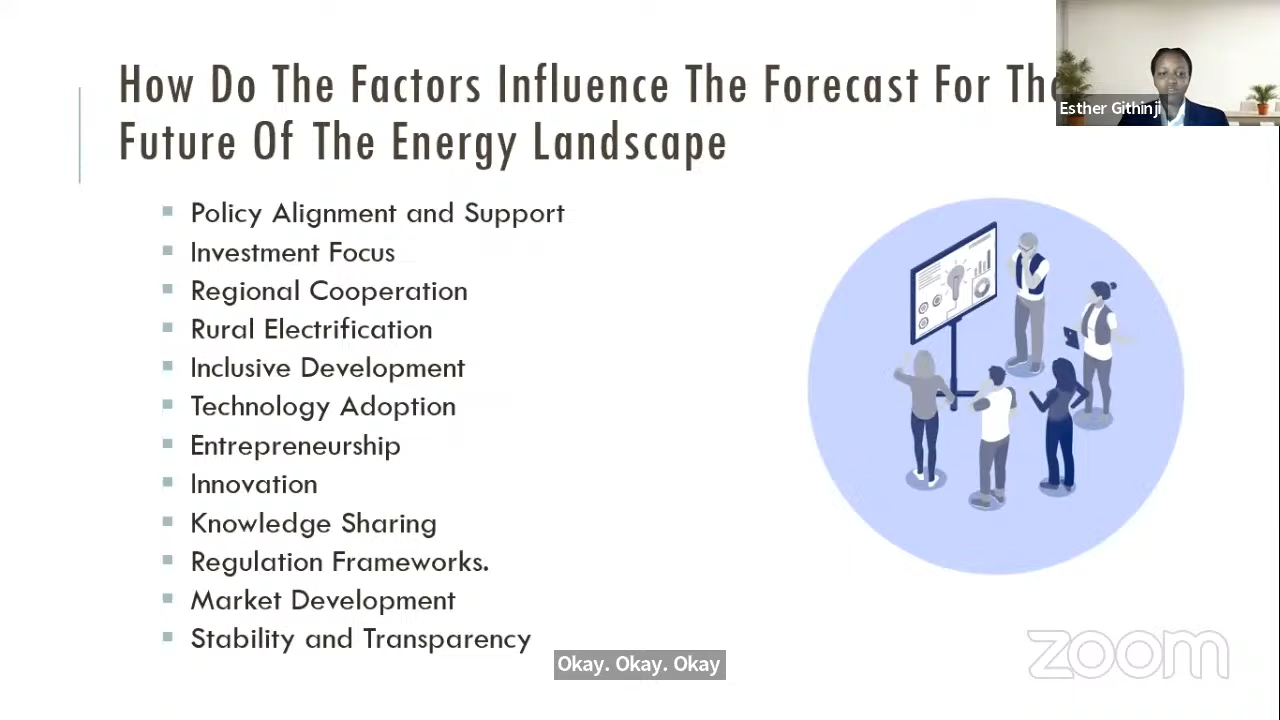 How Do The Factors Influence The Forecast For The
Future Of The Energy Landscape
Esther Githinji
Policy Alignment and Support
Investment Focus
Regional Cooperation
Rural Electrification
Inclusive Development
Technology Adoption
Entrepreneurship
Innovation
Knowledge Sharing
Regulation Frameworks.
Market Development
Stability and Transparency
Okay. Okay. Okay
zoom